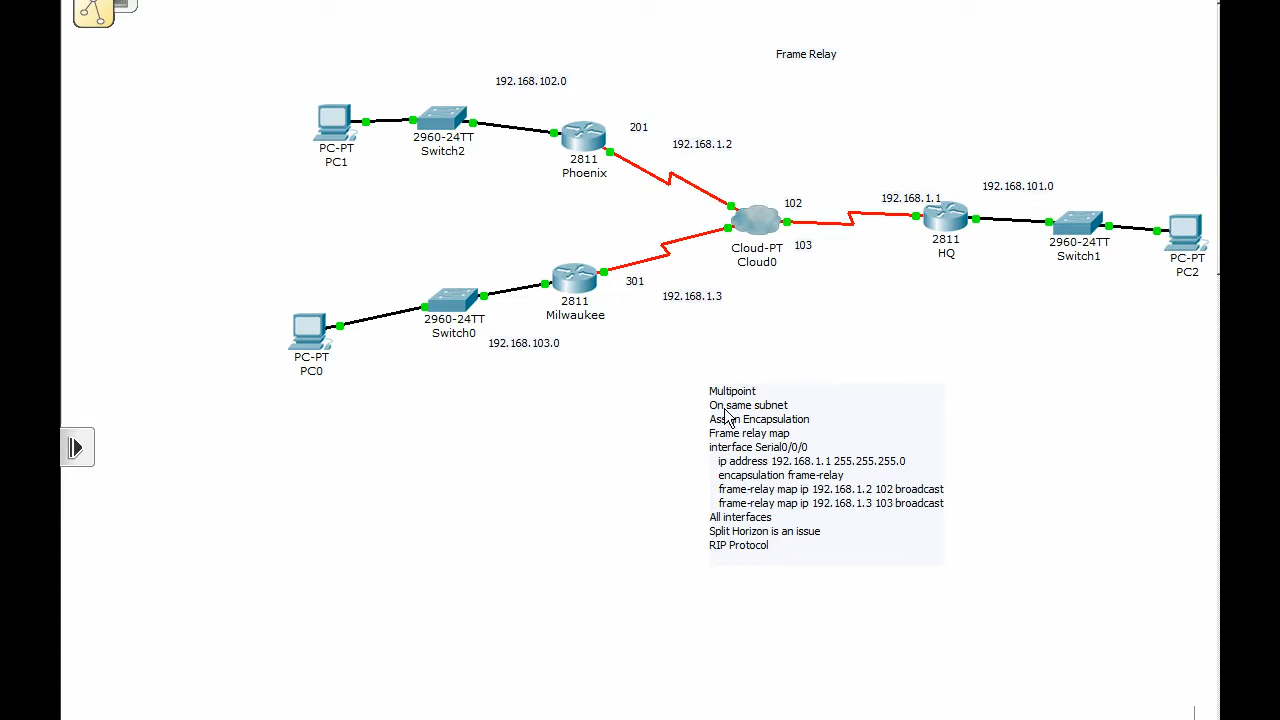 Frame Relay
192.168.102.0
PC-PT
PC1
2960-24TT
Switch2
2811
Phoenix
201
192.168.1.2
102
103
Cloud-PT
Cloud0
192.168.1.1
192.168.101.0
2811
HQ
2960-24TT
Switch1
PC-PT
PC2
301
192.168.1.3
2811
Milwaukee
2960-24TT
Switch0
192.168.103.0
PC-PT
PC0
Multipoint
On same subnet
Assign Encapsulation
Frame relay map
interface Serial0/0/0
ip address 192.168.1.1 255.255.255.0
encapsulation frame-relay
frame-relay map ip 192.168.1.2 102 broadcast
frame-relay map ip 192.168.1.3 103 broadcast
All interfaces
Split Horizon is an issue
RIP Protocol